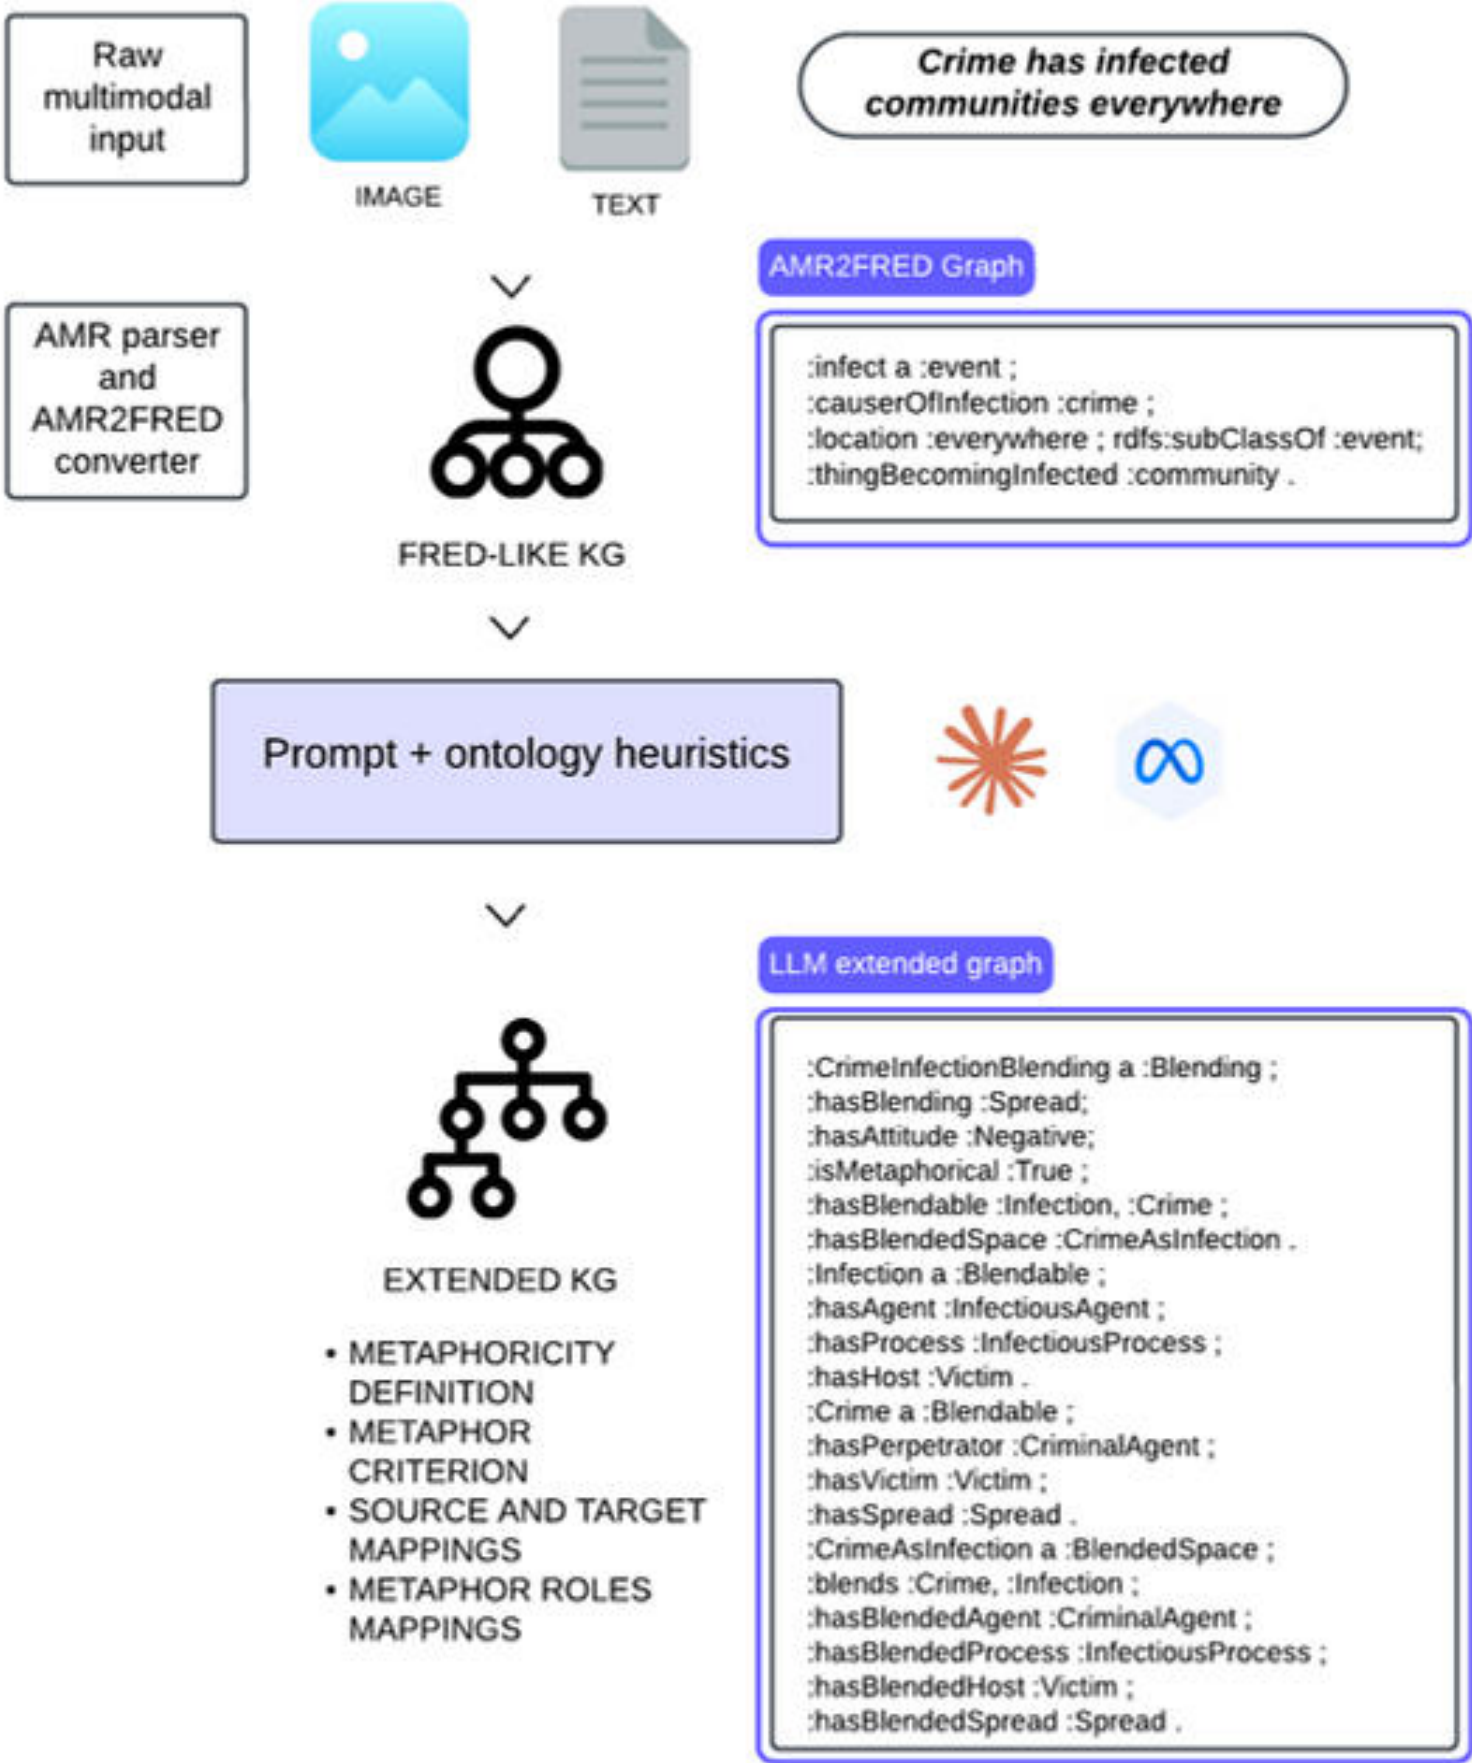 Raw
multimodal
input
IMAGE
TEXT
Crime has infected
communities everywhere
AMR parser
and
AMR2FRED
converter
FRED-LIKE KG
AMR2FRED Graph
:infect a :event ;
:causerOfInfection :crime ;
:location :everywhere ; rdfs:subClassOf :event;
:thingBecomingInfected :community .
Prompt + ontology heuristics
EXTENDED KG
• METAPHORICITY
DEFINITION
• METAPHOR
CRITERION
• SOURCE AND TARGET
MAPPINGS
• METAPHOR ROLES
MAPPINGS
LLM extended graph
:CrimeInfectionBlending a :Blending ;
:hasBlending :Spread;
:hasAttitude :Negative;
:isMetaphorical :True ;
:hasBlendable :Infection, :Crime ;
:hasBlendedSpace :CrimeAsInfection .
:Infection a :Blendable ;
:hasAgent :InfectiousAgent ;
:hasProcess :InfectiousProcess ;
:hasHost :Victim .
:Crime a :Blendable ;
:hasPerpetrator :CriminalAgent ;
:hasVictim :Victim ;
:hasSpread :Spread .
:CrimeAsInfection a :BlendedSpace ;
:blends :Crime, :Infection ;
:hasBlendedAgent :CriminalAgent ;
:hasBlendedProcess :InfectiousProcess ;
:hasBlendedHost :Victim ;
:hasBlendedSpread :Spread .